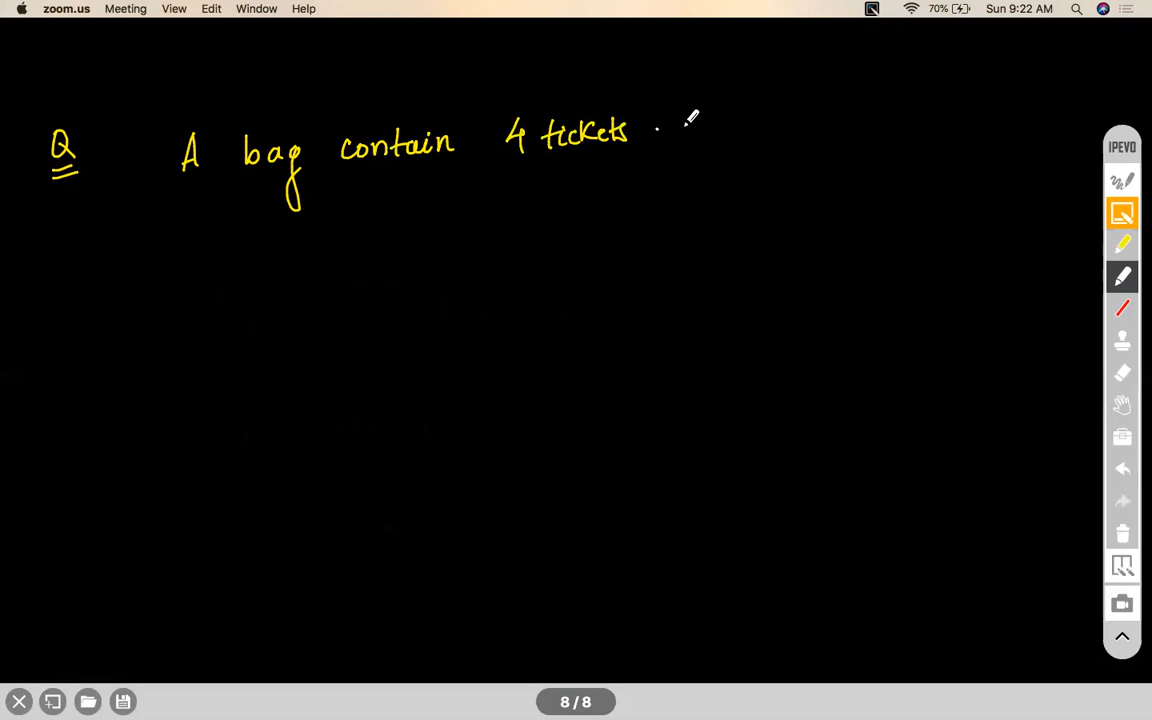 zoom.us Meeting View Edit Window Help 70% Sun 9:22 AM
Q A bag contain 4 tickets
IPEVO
8 / 8